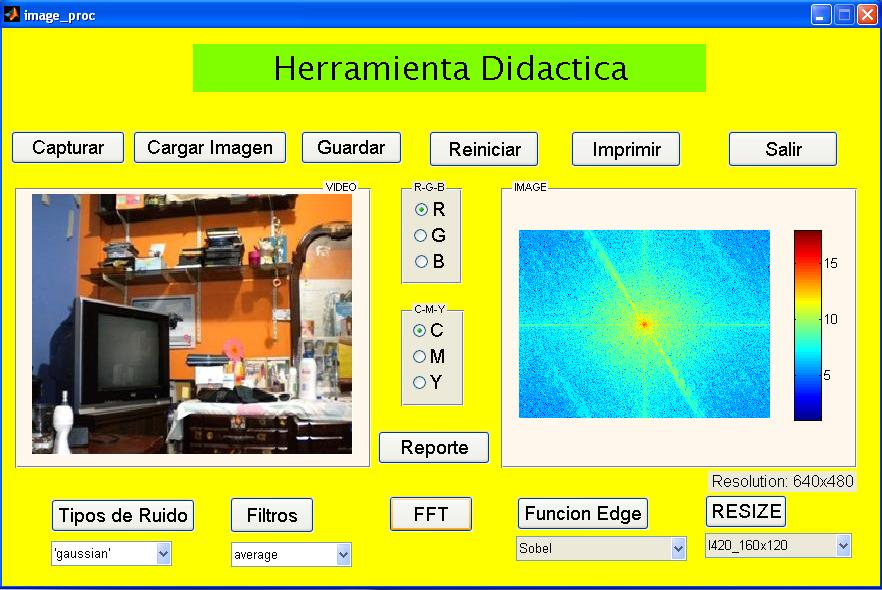 image_proc
Herramienta Didactica
Capturar
Cargar Imagen
Guardar
Reiniciar
Imprimir
Salir
VIDEO
R-G-B
R
G
B
C-M-Y
C
M
Y
Reporte
IMAGE
15
10
5
Resolution: 640x480
Tipos de Ruido
Filtros
FFT
Funcion Edge
RESIZE
'gaussian'
average
Sobel
I420_160x120